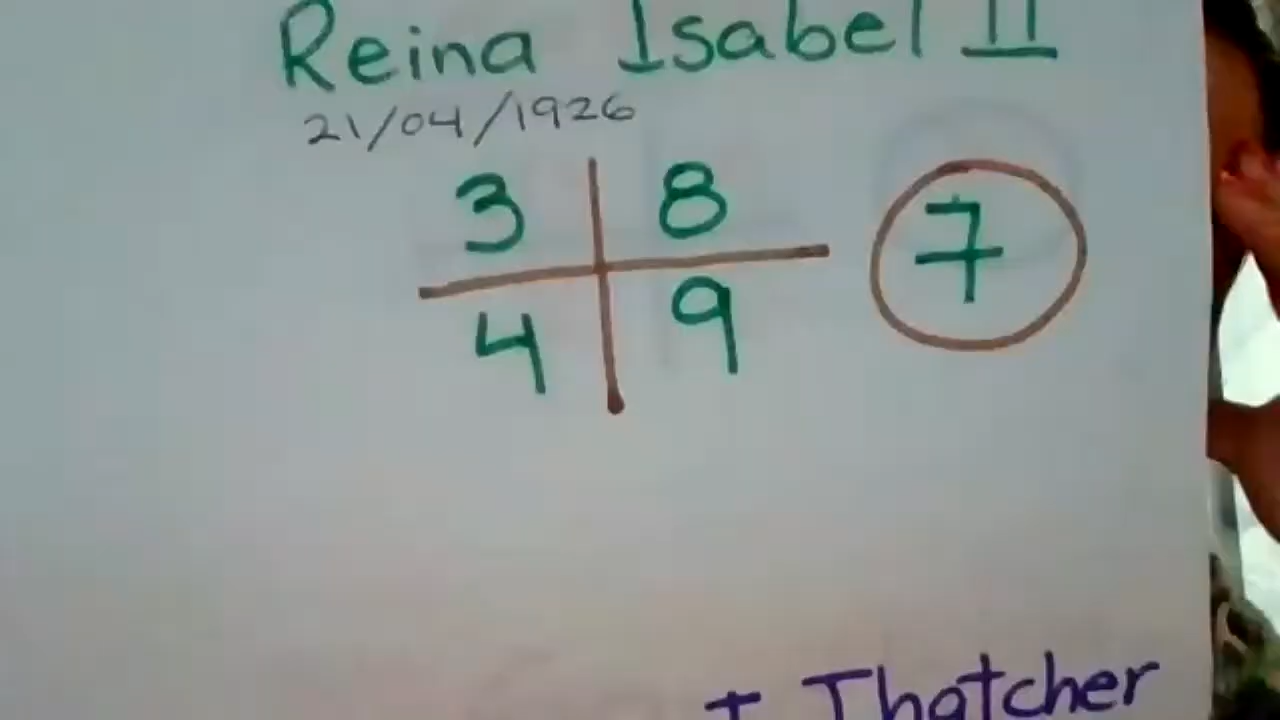 Reina Isabel II
21/04/1926
3 8
7
4 9
Thatcher